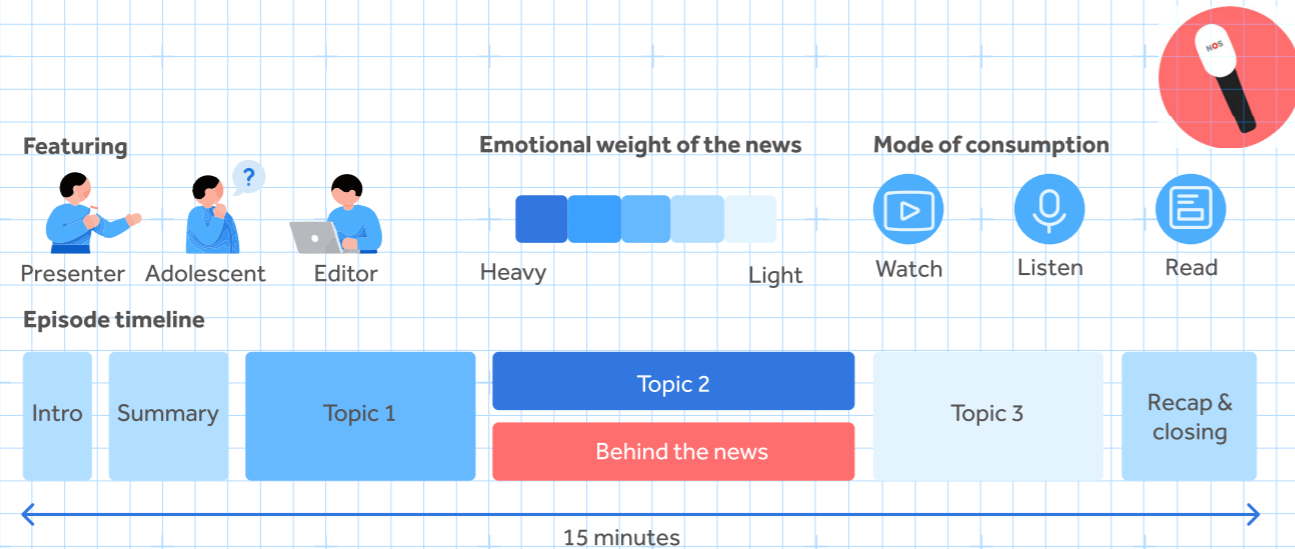 NOS
Featuring
Emotional weight of the news
Mode of consumption
?
Presenter
Adolescent
Editor
Heavy
Light
Watch
Listen
Read
Episode timeline
Intro
Summary
Topic 1
Topic 2
Behind the news
Topic 3
Recap &
closing
15 minutes